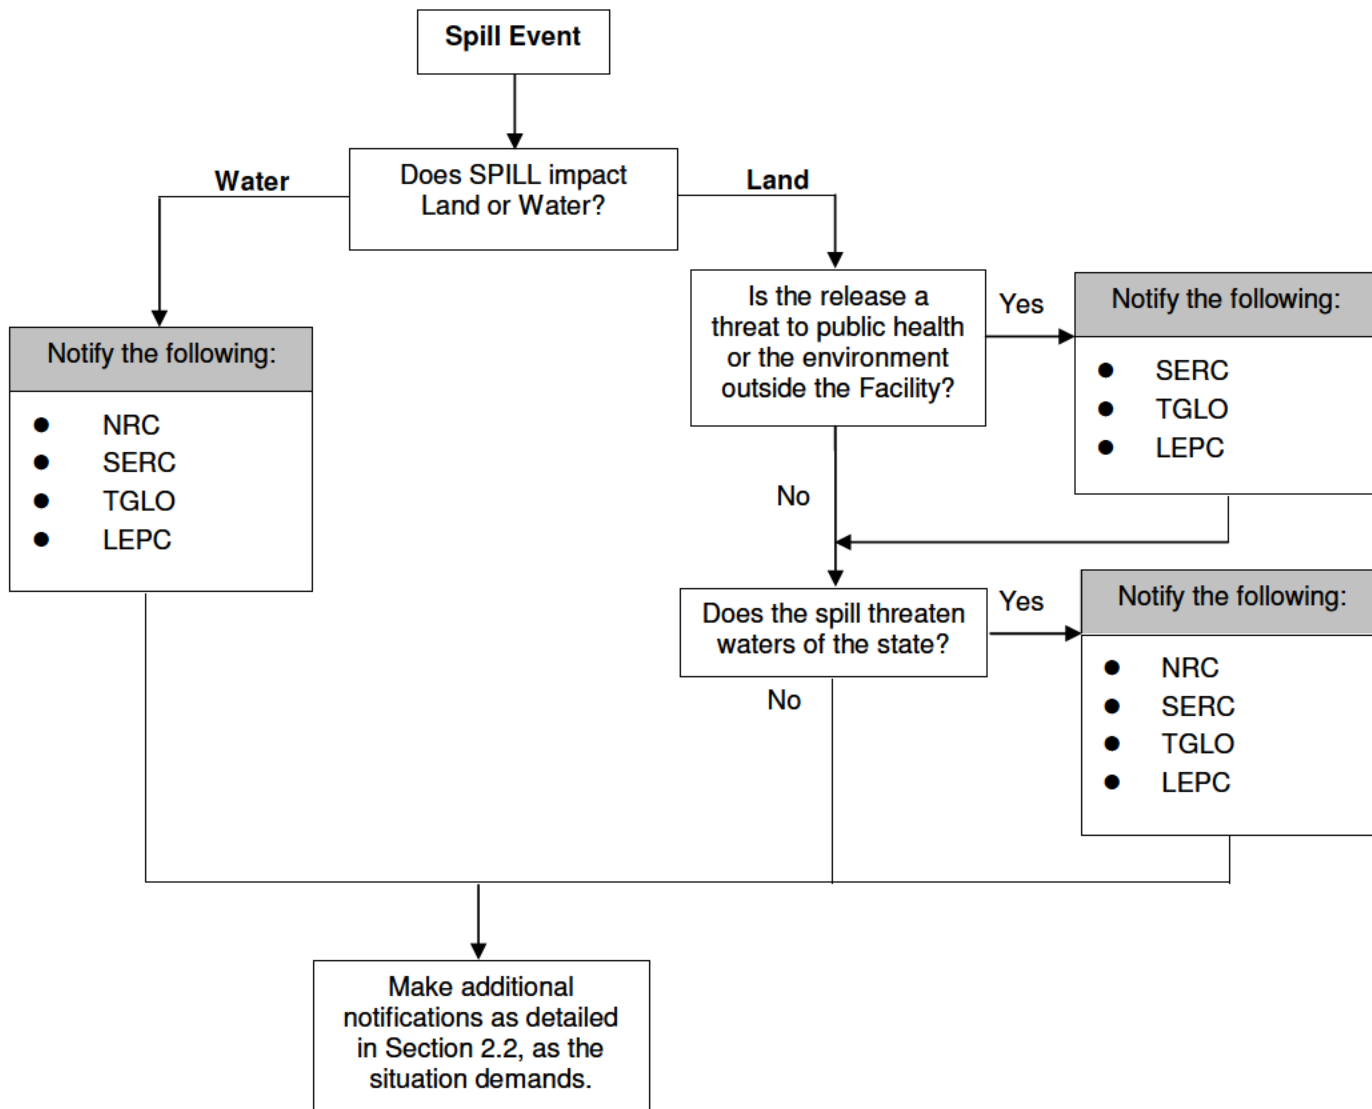 Spill Event
Does SPILL impact
Land or Water?
Water
Land
Is the release a
threat to public health
or the environment
outside the Facility?
Yes
Notify the following:
● SERC
● TGLO
● LEPC
Notify the following:
● NRC
● SERC
● TGLO
● LEPC
No
Does the spill threaten
waters of the state?
Yes
Notify the following:
● NRC
● SERC
● TGLO
● LEPC
No
Make additional
notifications as detailed
in Section 2.2, as the
situation demands.